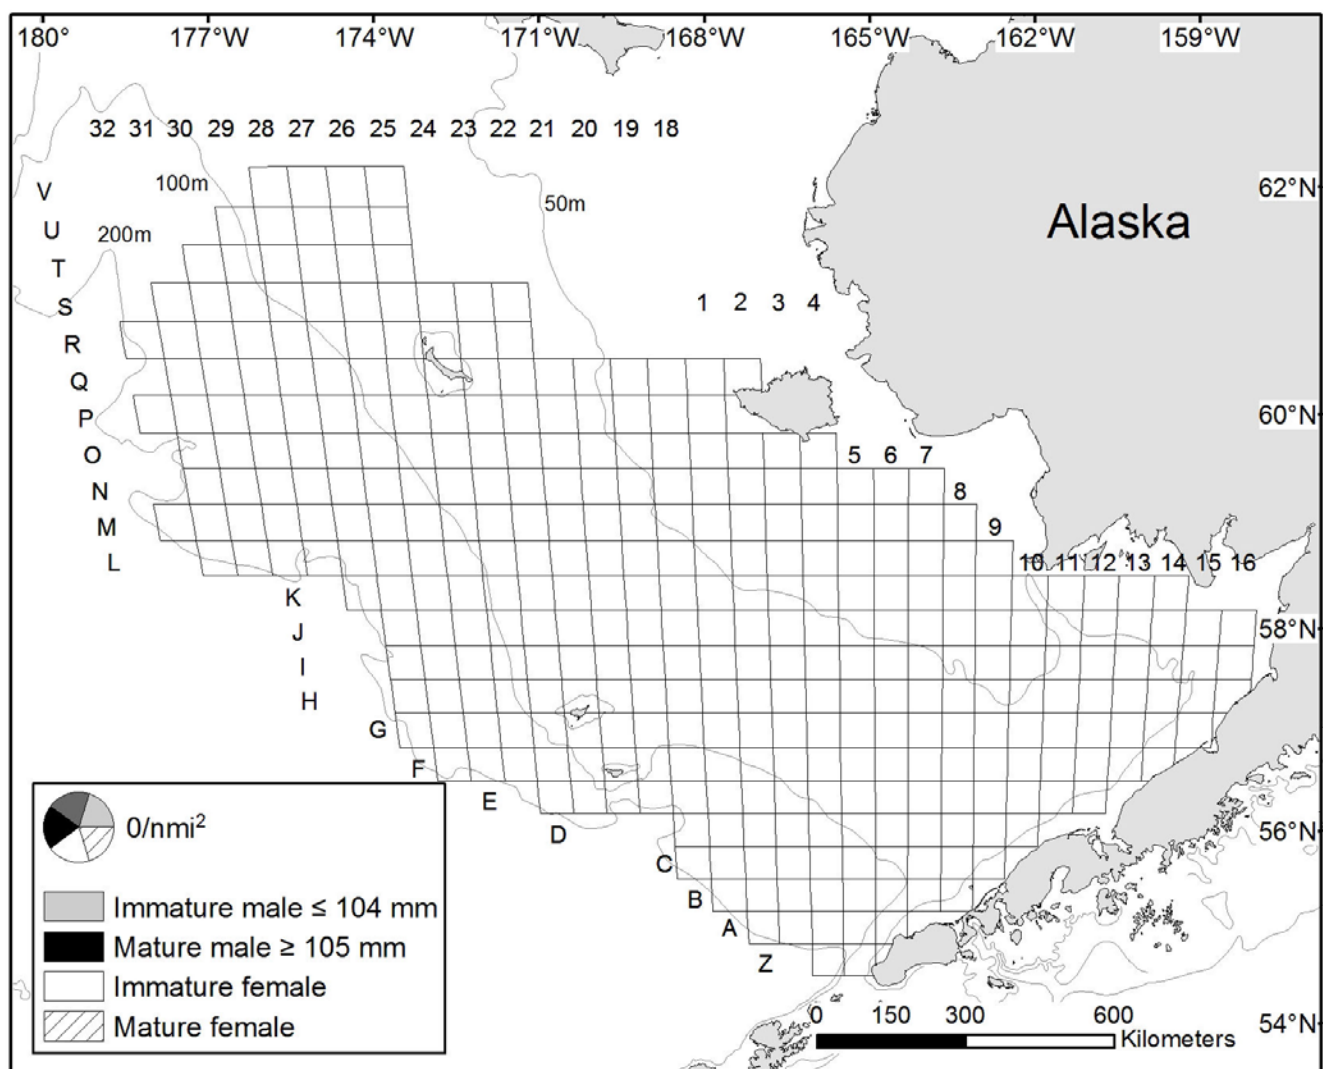 180° 177°W 174°W 171°W 168°W 165°W 162°W 159°W
32 31 30 29 28 27 26 25 24 23 22 21 20 19 18
V
100m
62°N
50m
Alaska
U
200m
T
S
1 2 3 4
R
Q
P
60°N
O
5 6 7
N
8
M
9
L
10 11 12 13 14 15 16
K
J
58°N
I
H
G
F
E
D
56°N
C
B
A
Z
0/nmi²
Immature male ≤ 104 mm
Mature male ≥ 105 mm
Immature female
Mature female
0 150 300 600
Kilometers
54°N